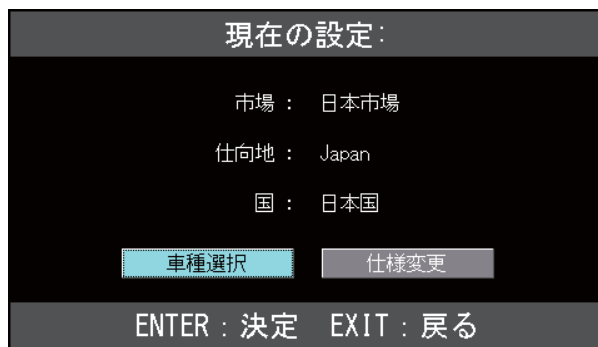 現在の設定:
市場 : 日本市場
仕向地 : Japan
国 : 日本国
車種選択 仕様変更
ENTER : 決定 EXIT : 戻る